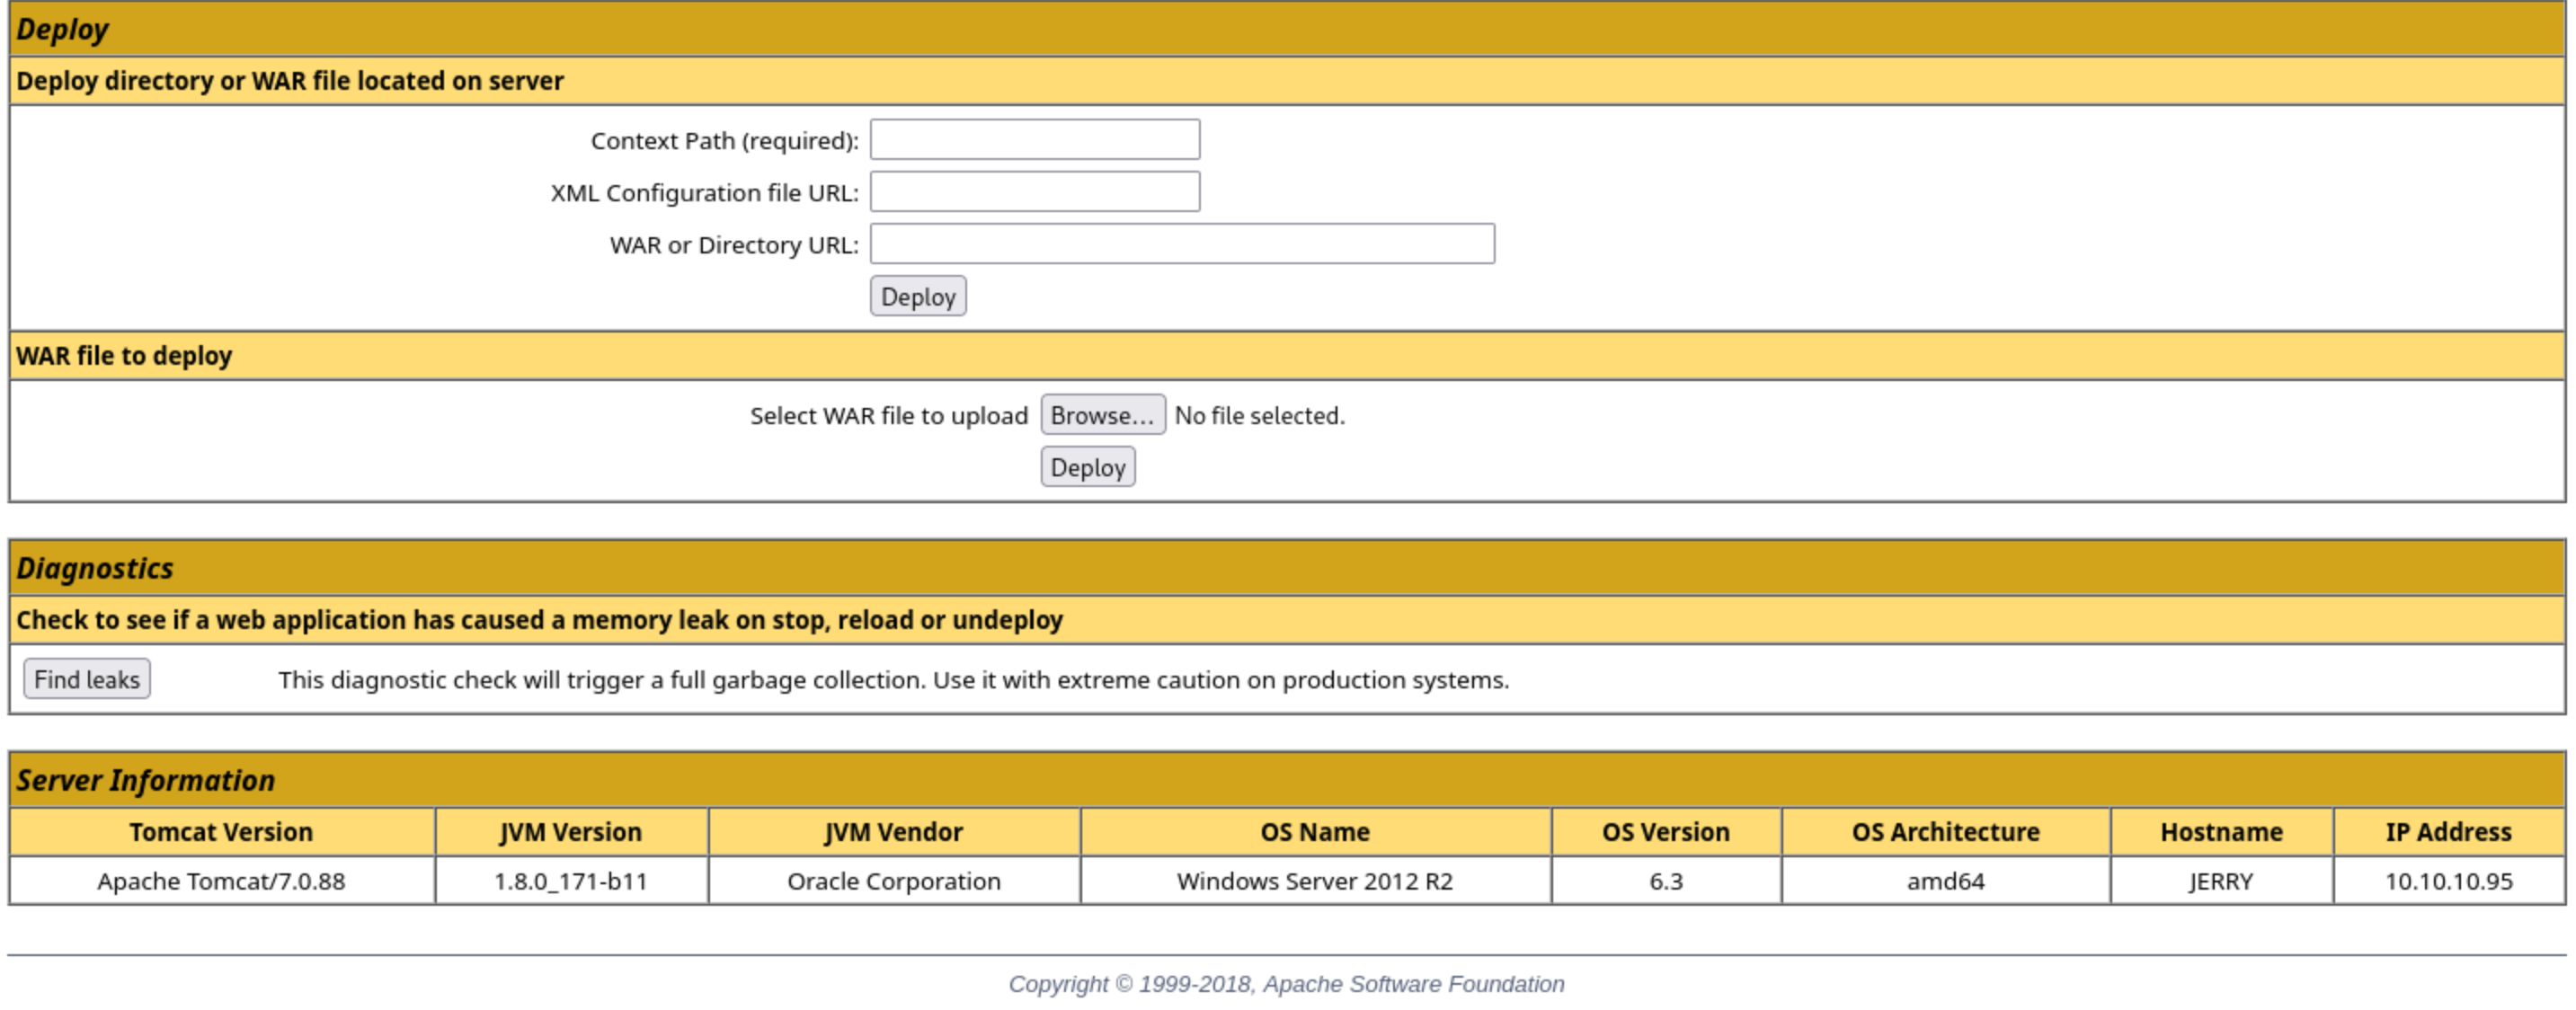 Deploy
Deploy directory or WAR file located on server
Context Path (required):
XML Configuration file URL:
WAR or Directory URL:
Deploy
WAR file to deploy
Select WAR file to upload Browse... No file selected.
Deploy
Diagnostics
Check to see if a web application has caused a memory leak on stop, reload or undeploy
Find leaks This diagnostic check will trigger a full garbage collection. Use it with extreme caution on production systems.
Server Information
Tomcat Version JVM Version JVM Vendor OS Name OS Version OS Architecture Hostname IP Address
Apache Tomcat/7.0.88 1.8.0_171-b11 Oracle Corporation Windows Server 2012 R2 6.3 amd64 JERRY 10.10.10.95
Copyright © 1999-2018, Apache Software Foundation